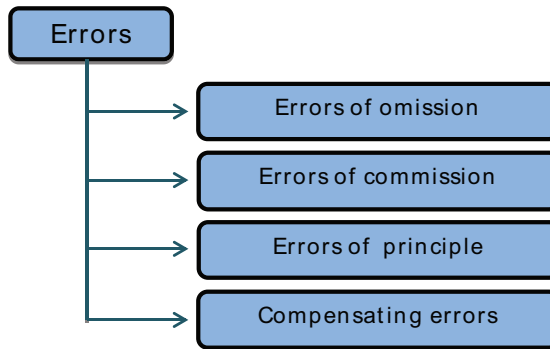 Errors
Errors of omission
Errors of commission
Errors of principle
Compensating errors